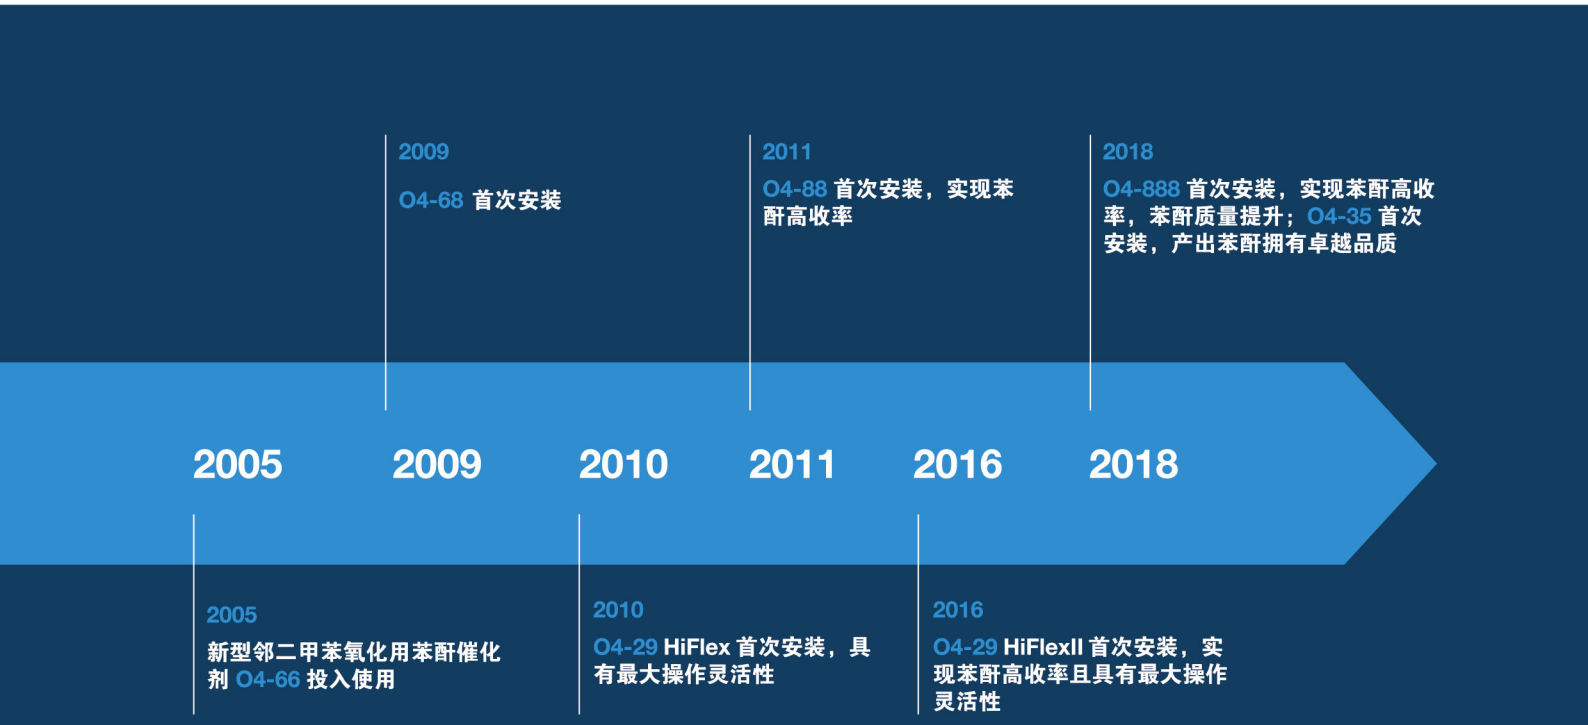 2009
O4-68 首次安装
2011
O4-88 首次安装，实现苯
酐高收率
2018
O4-888 首次安装，实现苯酐高收
率，苯酐质量提升；O4-35 首次
安装，产出苯酐拥有卓越品质
2005
2009
2010
2011
2016
2018
2005
新型邻二甲苯氧化用苯酐催化
剂 O4-66 投入使用
2010
O4-29 HiFlex 首次安装，具
有最大操作灵活性
2016
O4-29 HiFlexII 首次安装，实
现苯酐高收率且具有最大操作
灵活性